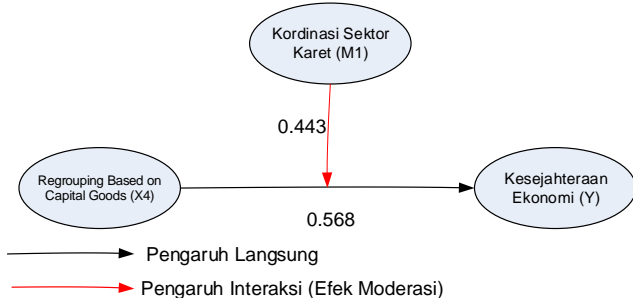 Kordinasi Sektor
Karet (M1)
0.443
Regrouping Based on
Capital Goods (X4)
Kesejahteraan
Ekonomi (Y)
0.568
Pengaruh Langsung
Pengaruh Interaksi (Efek Moderasi)